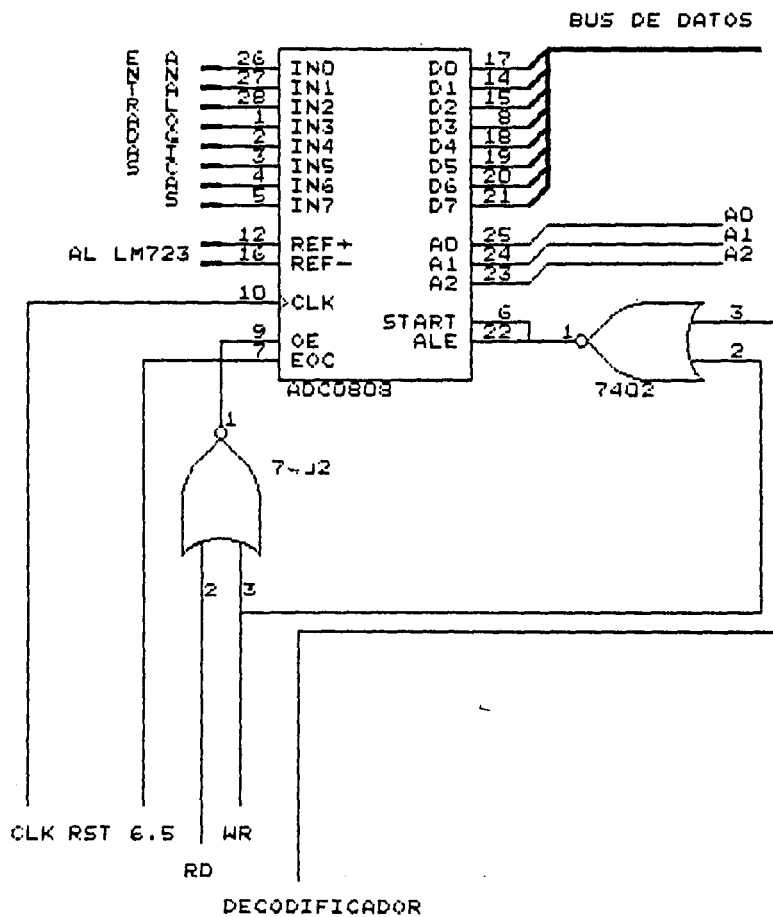 BUS DE DATOS
ENTRADAS
ANALOGICAS
26 IN0 D0 17
27 IN1 D1 14
28 IN2 D2 15
1 IN3 D3 8
2 IN4 D4 18
3 IN5 D5 19
4 IN6 D6 20
5 IN7 D7 21
AL LM723
12 REF+ A0 25 A0
16 REF- A1 24 A1
A2 23 A2
10 CLK
START 6
9 OE ALE 22
7 EOC
1 3
2
ADC0808
7402
1
2 3
CLK RST 6.5 WR
RD
DECODIFICADOR